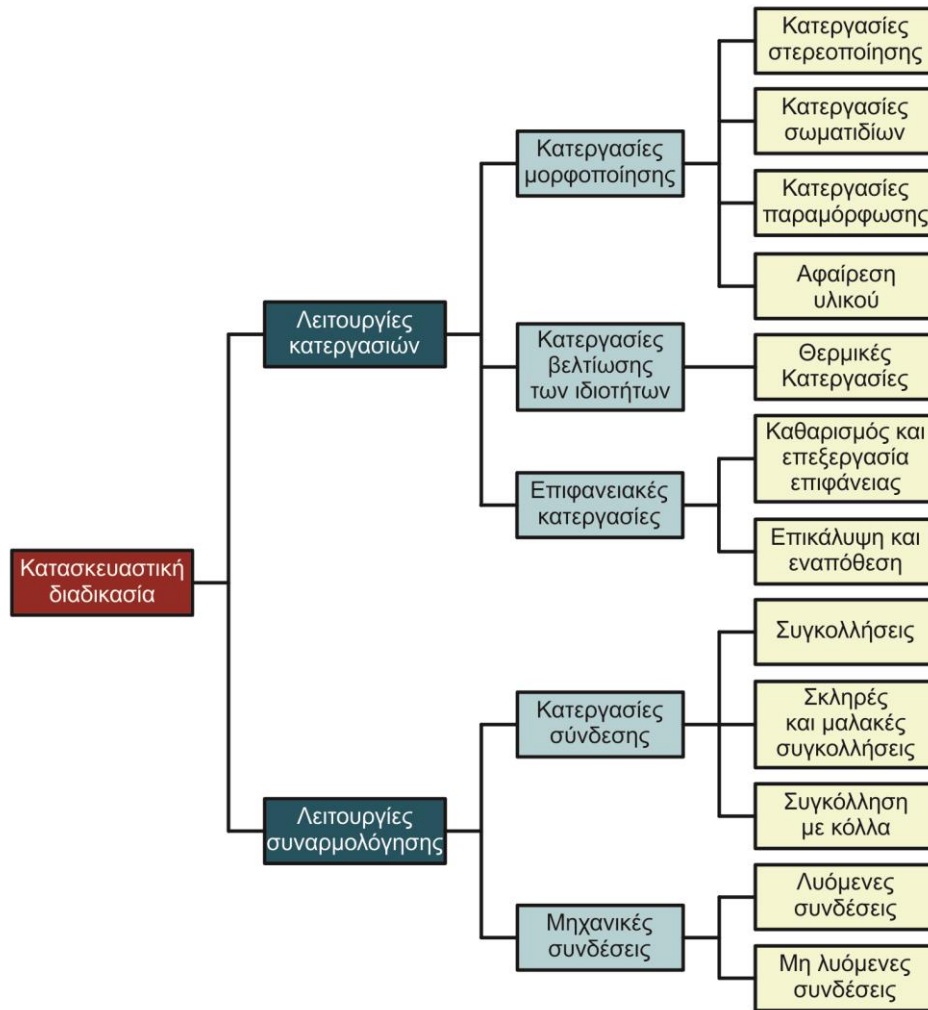 Κατασκευαστική
διαδικασία
Λειτουργίες
κατεργασιών
Κατεργασίες
μορφοποίησης
Κατεργασίες
στερεοποίησης
Κατεργασίες
σωματιδίων
Κατεργασίες
παραμόρφωσης
Αφαίρεση
υλικού
Κατεργασίες
βελτίωσης
των ιδιοτήτων
Θερμικές
Κατεργασίες
Επιφανειακές
κατεργασίες
Καθαρισμός και
επεξεργασία
επιφάνειας
Επικάλυψη και
εναπόθεση
Λειτουργίες
συναρμολόγησης
Κατεργασίες
σύνδεσης
Συγκολλήσεις
Σκληρές
και μαλακές
συγκολλήσεις
Συγκόλληση
με κόλλα
Μηχανικές
συνδέσεις
Λυόμενες
συνδέσεις
Μη λυόμενες
συνδέσεις